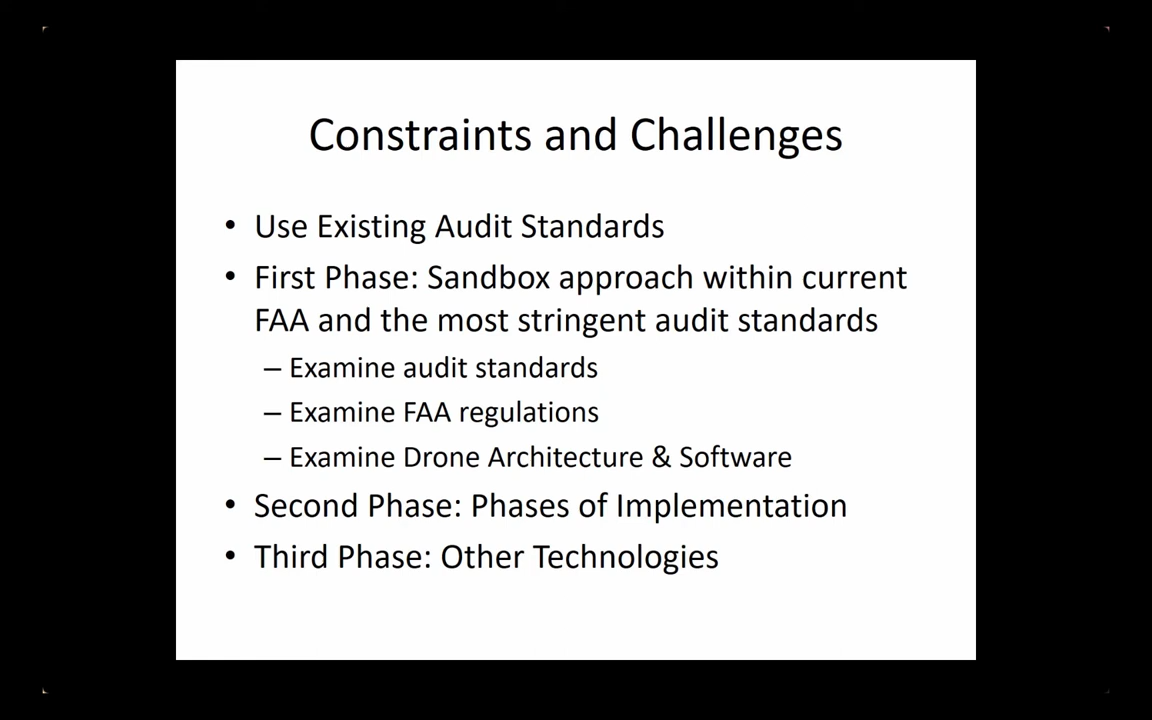 Constraints and Challenges
• Use Existing Audit Standards
• First Phase: Sandbox approach within current
FAA and the most stringent audit standards
– Examine audit standards
– Examine FAA regulations
– Examine Drone Architecture & Software
• Second Phase: Phases of Implementation
• Third Phase: Other Technologies